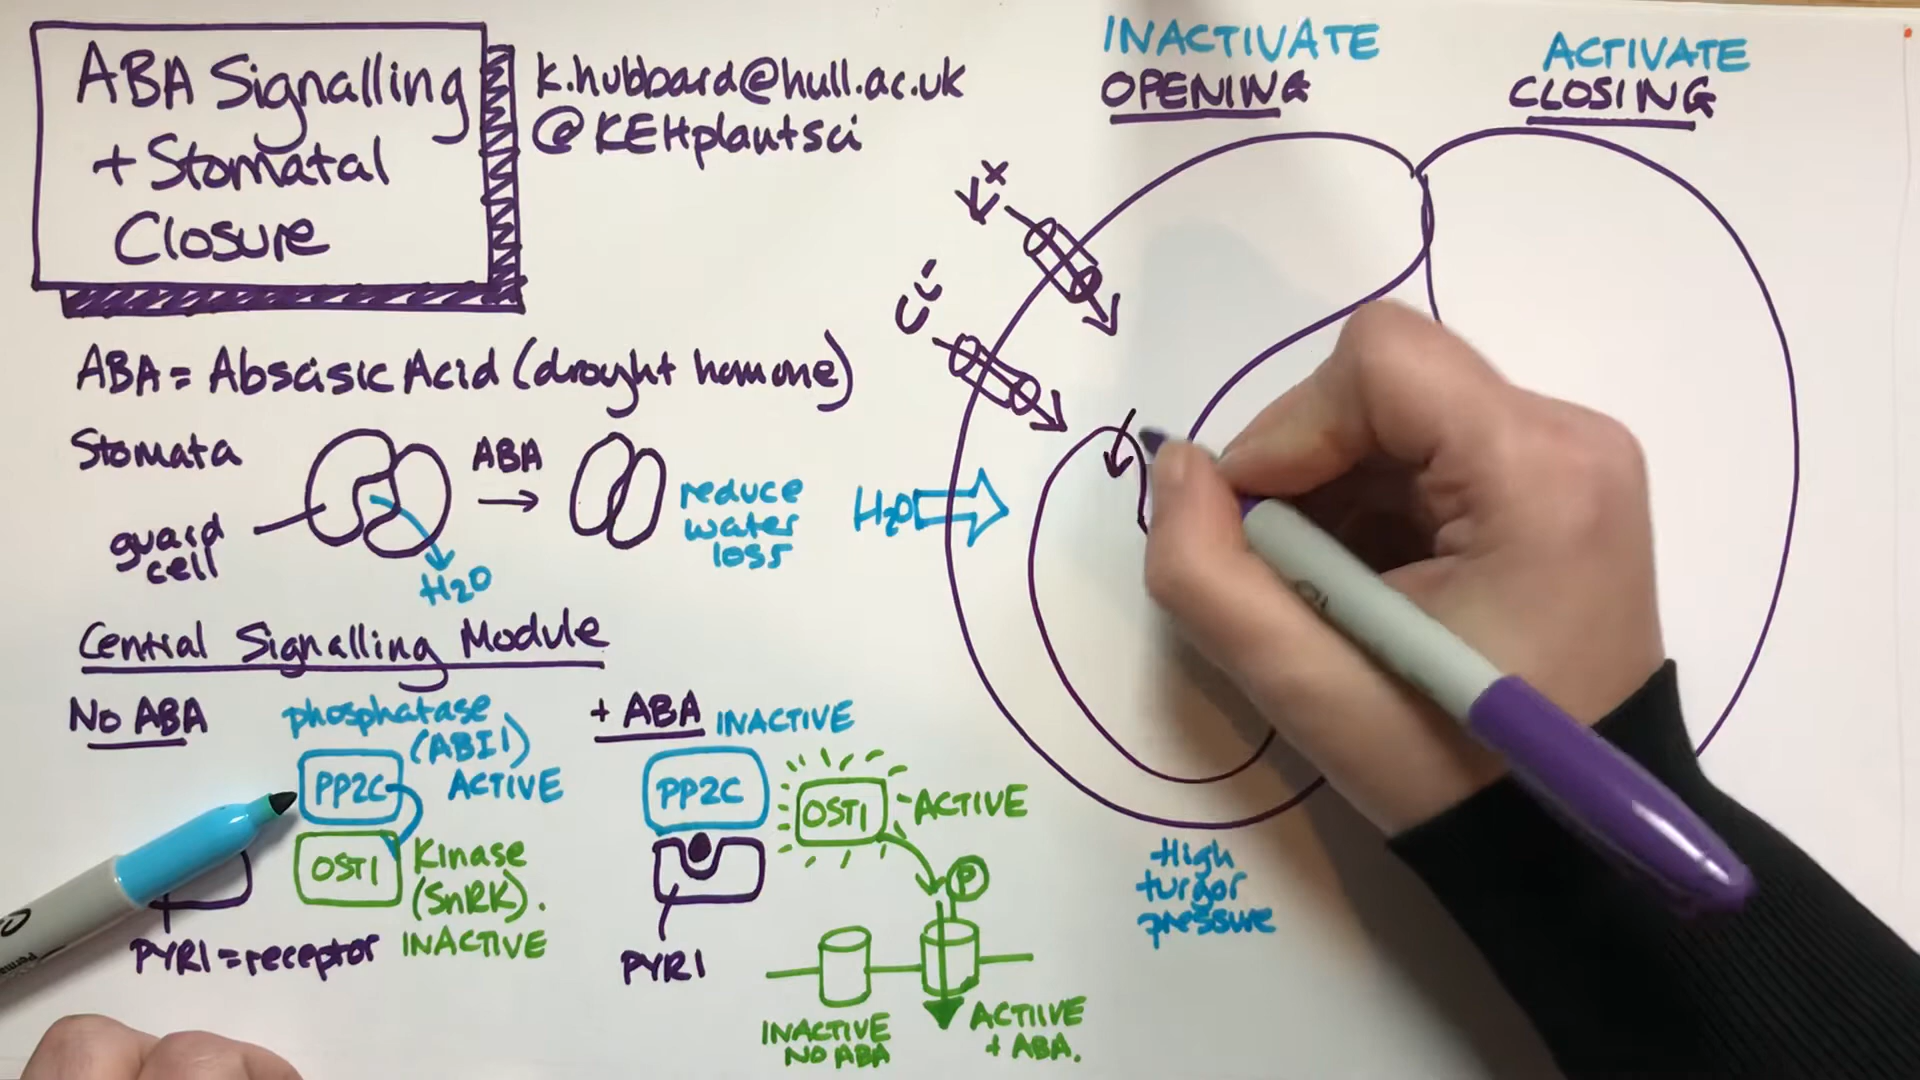 ABA Signalling
+ Stomatal
Closure
k.hubbard@hull.ac.uk
@KEHplantsci
ABA = Abscisic Acid (drought hormone)
Stomata
guard
cell
H2O
ABA
reduce
water
loss
Central Signalling Module
No ABA
phosphatase
(ABI1)
ACTIVE
PP2C
OST1
Kinase
(SnRK).
INACTIVE
PYR1 = receptor
+ ABA
INACTIVE
PP2C
OST1
ACTIVE
P
PYR1
INACTIVE
NO ABA
ACTIVE
+ ABA.
INACTIVATE
OPENING
ACTIVATE
CLOSING
H2O
High
turgor
pressure